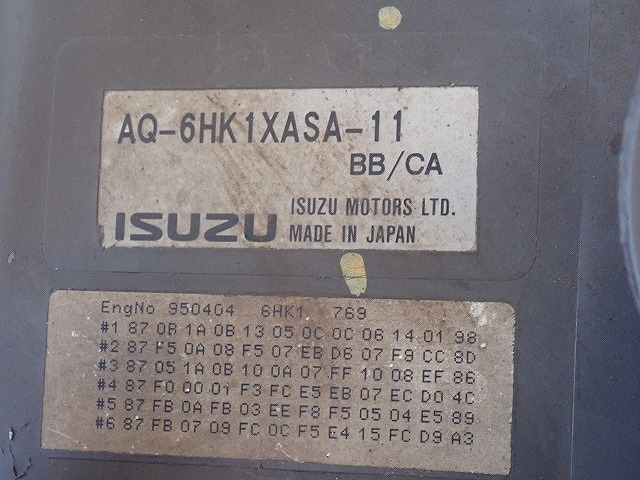 AQ-6HK1XASA-11
BB/CA
ISUZU
ISUZU MOTORS LTD.
MADE IN JAPAN
EngNo 950404 6HK1 769
#1 87 0B 1A 0B 13 05 0C 0C 06 14 01 98
#2 87 F5 0A 08 F5 07 EB D6 07 F9 CC 8D
#3 87 05 1A 0B 10 0A 07 FF 10 08 EF 86
#4 87 F0 00 01 F3 FC E5 EB 07 EC D0 4C
#5 87 FB 0A FB 03 EE F8 F5 05 04 E5 89
#6 87 FB 07 09 FC 0C F5 E4 15 FC D9 A3